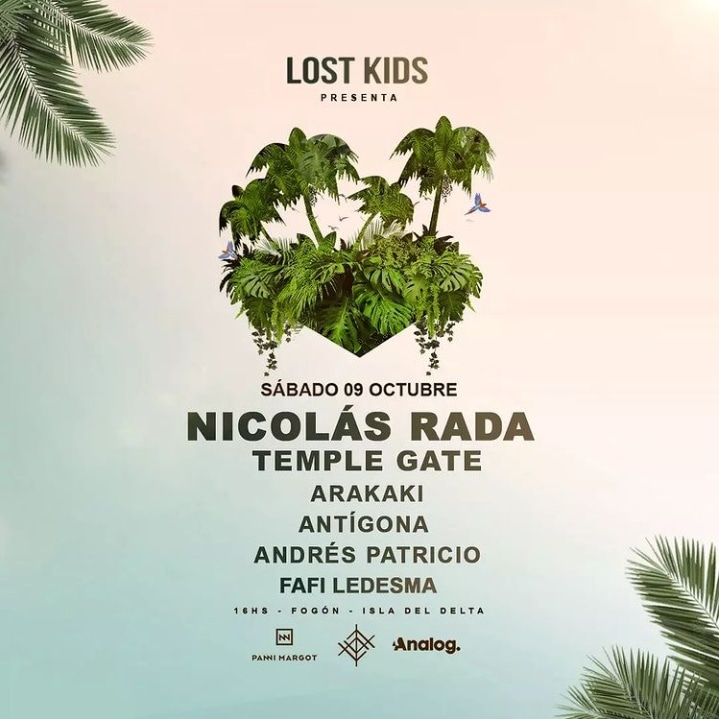 LOST KIDS
PRESENTA
SÁBADO 09 OCTUBRE
NICOLÁS RADA
TEMPLE GATE
ARAKAKI
ANTÍGONA
ANDRÉS PATRICIO
FAFI LEDESMA
16HS - FOGÓN - ISLA DEL DELTA
PANNI MARGOT
Analog.